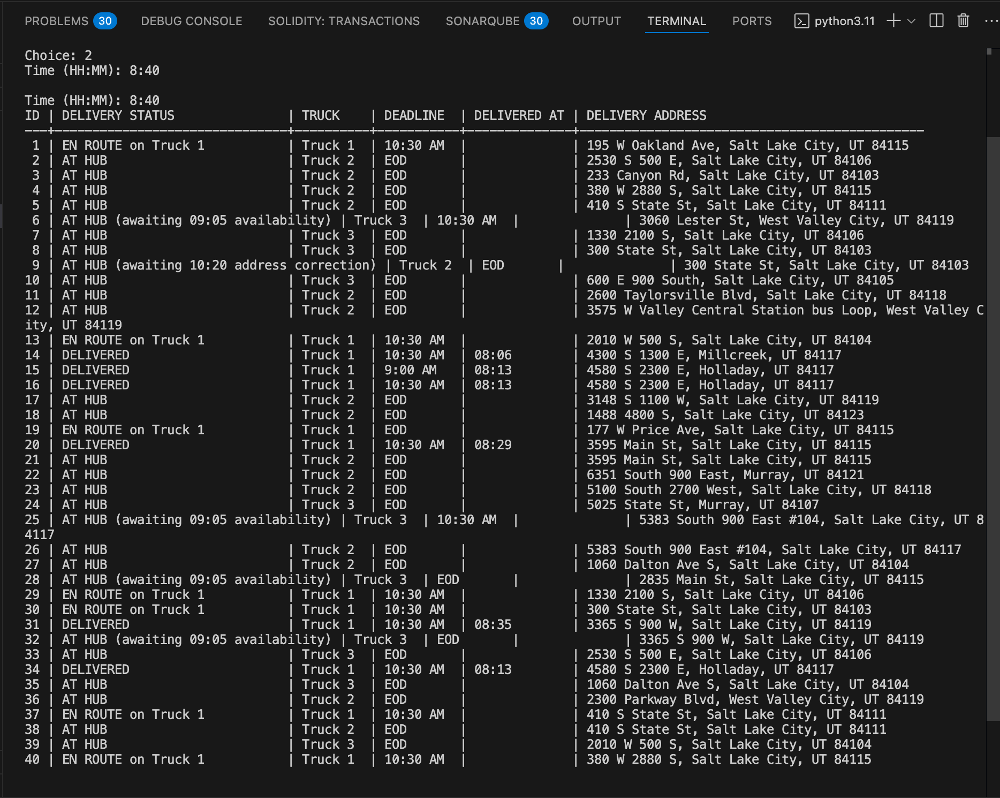 PROBLEMS 30 DEBUG CONSOLE SOLIDITY: TRANSACTIONS SONARQUBE 30 OUTPUT TERMINAL PORTS python3.11
Choice: 2
Time (HH:MM): 8:40
Time (HH:MM): 8:40
ID | DELIVERY STATUS | TRUCK | DEADLINE | DELIVERED AT | DELIVERY ADDRESS
---+-------------------------------+----------+-----------+--------------+----------------------------------------------
1 | EN ROUTE on Truck 1 | Truck 1 | 10:30 AM | | 195 W Oakland Ave, Salt Lake City, UT 84115
2 | AT HUB | Truck 2 | EOD | | 2530 S 500 E, Salt Lake City, UT 84106
3 | AT HUB | Truck 2 | EOD | | 233 Canyon Rd, Salt Lake City, UT 84103
4 | AT HUB | Truck 2 | EOD | | 380 W 2880 S, Salt Lake City, UT 84115
5 | AT HUB | Truck 2 | EOD | | 410 S State St, Salt Lake City, UT 84111
6 | AT HUB (awaiting 09:05 availability) | Truck 3 | 10:30 AM | | 3060 Lester St, West Valley City, UT 84119
7 | AT HUB | Truck 3 | EOD | | 1330 2100 S, Salt Lake City, UT 84106
8 | AT HUB | Truck 3 | EOD | | 300 State St, Salt Lake City, UT 84103
9 | AT HUB (awaiting 10:20 address correction) | Truck 2 | EOD | | 300 State St, Salt Lake City, UT 84103
10 | AT HUB | Truck 3 | EOD | | 600 E 900 South, Salt Lake City, UT 84105
11 | AT HUB | Truck 2 | EOD | | 2600 Taylorsville Blvd, Salt Lake City, UT 84118
12 | AT HUB | Truck 2 | EOD | | 3575 W Valley Central Station bus Loop, West Valley C
ity, UT 84119
13 | EN ROUTE on Truck 1 | Truck 1 | 10:30 AM | | 2010 W 500 S, Salt Lake City, UT 84104
14 | DELIVERED | Truck 1 | 10:30 AM | 08:06 | 4300 S 1300 E, Millcreek, UT 84117
15 | DELIVERED | Truck 1 | 9:00 AM | 08:13 | 4580 S 2300 E, Holladay, UT 84117
16 | DELIVERED | Truck 1 | 10:30 AM | 08:13 | 4580 S 2300 E, Holladay, UT 84117
17 | AT HUB | Truck 2 | EOD | | 3148 S 1100 W, Salt Lake City, UT 84119
18 | AT HUB | Truck 2 | EOD | | 1488 4800 S, Salt Lake City, UT 84123
19 | EN ROUTE on Truck 1 | Truck 1 | EOD | | 177 W Price Ave, Salt Lake City, UT 84115
20 | DELIVERED | Truck 1 | 10:30 AM | 08:29 | 3595 Main St, Salt Lake City, UT 84115
21 | AT HUB | Truck 2 | EOD | | 3595 Main St, Salt Lake City, UT 84115
22 | AT HUB | Truck 2 | EOD | | 6351 South 900 East, Murray, UT 84121
23 | AT HUB | Truck 2 | EOD | | 5100 South 2700 West, Salt Lake City, UT 84118
24 | AT HUB | Truck 3 | EOD | | 5025 State St, Murray, UT 84107
25 | AT HUB (awaiting 09:05 availability) | Truck 3 | 10:30 AM | | 5383 South 900 East #104, Salt Lake City, UT 8
4117
26 | AT HUB | Truck 2 | EOD | | 5383 South 900 East #104, Salt Lake City, UT 84117
27 | AT HUB | Truck 2 | EOD | | 1060 Dalton Ave S, Salt Lake City, UT 84104
28 | AT HUB (awaiting 09:05 availability) | Truck 3 | EOD | | 2835 Main St, Salt Lake City, UT 84115
29 | EN ROUTE on Truck 1 | Truck 1 | 10:30 AM | | 1330 2100 S, Salt Lake City, UT 84106
30 | EN ROUTE on Truck 1 | Truck 1 | 10:30 AM | | 300 State St, Salt Lake City, UT 84103
31 | DELIVERED | Truck 1 | 10:30 AM | 08:35 | 3365 S 900 W, Salt Lake City, UT 84119
32 | AT HUB (awaiting 09:05 availability) | Truck 3 | EOD | | 3365 S 900 W, Salt Lake City, UT 84119
33 | AT HUB | Truck 3 | EOD | | 2530 S 500 E, Salt Lake City, UT 84106
34 | DELIVERED | Truck 1 | 10:30 AM | 08:13 | 4580 S 2300 E, Holladay, UT 84117
35 | AT HUB | Truck 3 | EOD | | 1060 Dalton Ave S, Salt Lake City, UT 84104
36 | AT HUB | Truck 2 | EOD | | 2300 Parkway Blvd, West Valley City, UT 84119
37 | EN ROUTE on Truck 1 | Truck 1 | 10:30 AM | | 410 S State St, Salt Lake City, UT 84111
38 | AT HUB | Truck 2 | EOD | | 410 S State St, Salt Lake City, UT 84111
39 | AT HUB | Truck 3 | EOD | | 2010 W 500 S, Salt Lake City, UT 84104
40 | EN ROUTE on Truck 1 | Truck 1 | 10:30 AM | | 380 W 2880 S, Salt Lake City, UT 84115